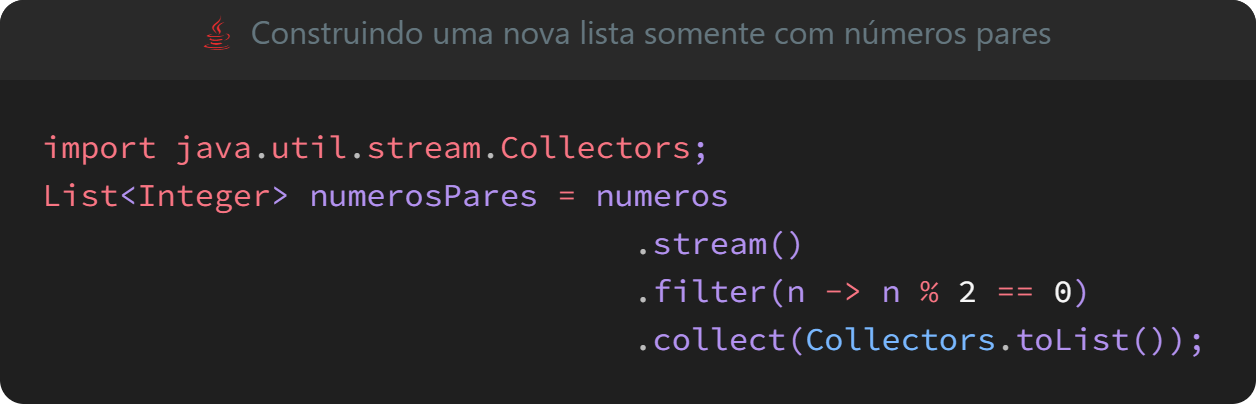 Construindo uma nova lista somente com números pares
import java.util.stream.Collectors;
List<Integer> numerosPares = numeros
.stream()
.filter(n -> n % 2 == 0)
.collect(Collectors.toList());